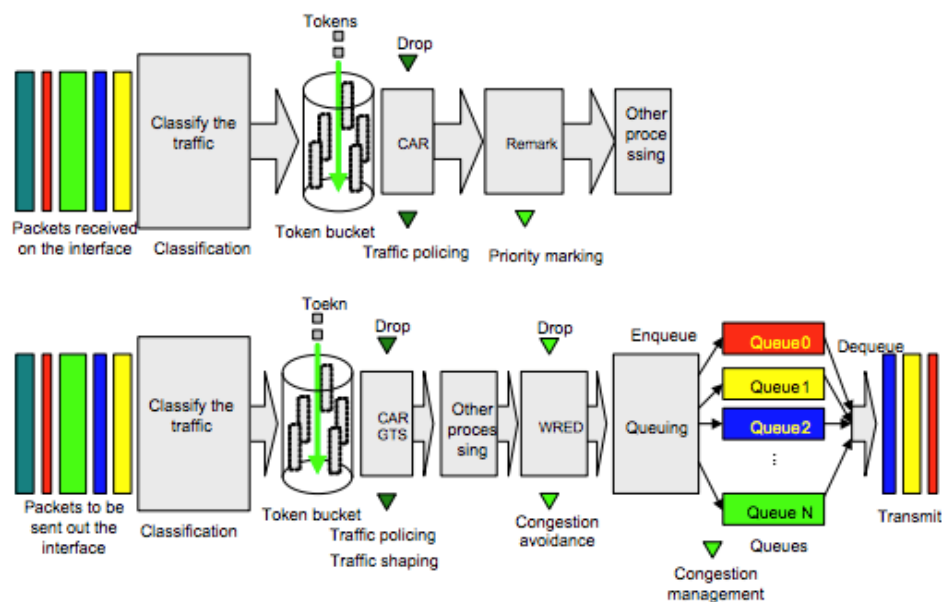 Tokens
Drop
Classify the
traffic
CAR
Remark
Other
proce
ssing
Packets received
on the interface
Classification
Token bucket
Traffic policing
Priority marking
Toekn
Drop
Drop
Enqueue
Queue0
Dequeue
Classify the
traffic
CAR
GTS
Other
proces
sing
WRED
Queuing
Queue1
Queue2
...
Queue N
Packets to be
sent out the
interface
Classification
Token bucket
Traffic policing
Traffic shaping
Congestion
avoidance
Queues
Transmit
Congestion
management